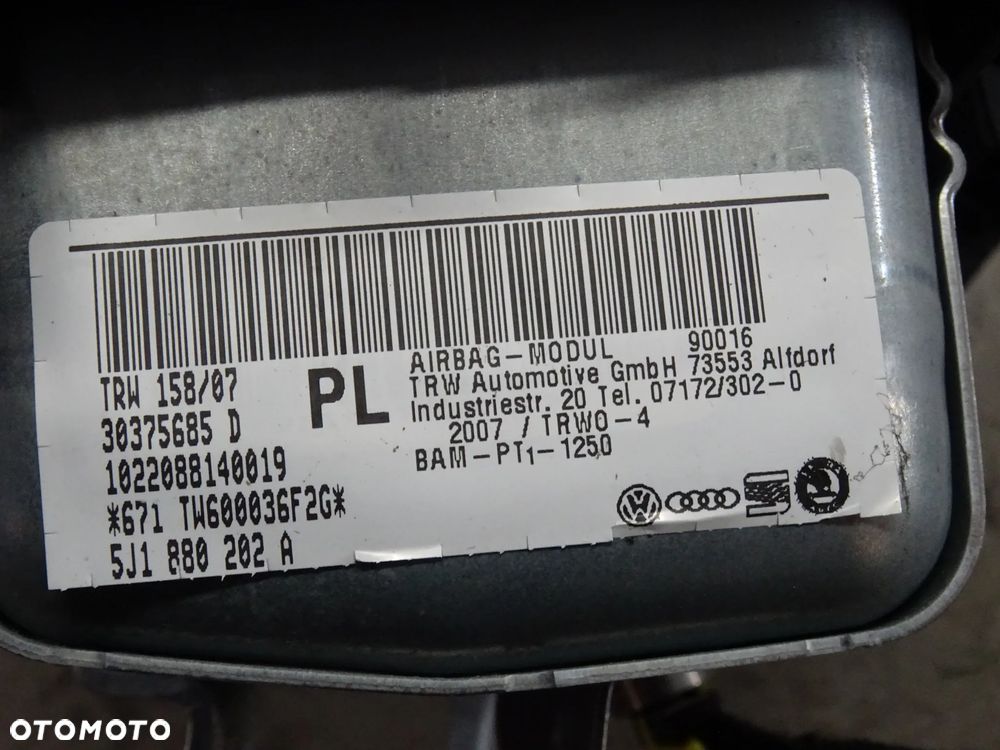 TRW 158/07
30375685 D
1022088140019
*671 TW600036F2G*
5J1 880 202 A
PL
AIRBAG-MODUL 90016
TRW Automotive GmbH 73553 Alfdorf
Industriestr. 20 Tel. 07172/302-0
2007 / TRWO-4
BAM-PT1-1250
OTOMOTO